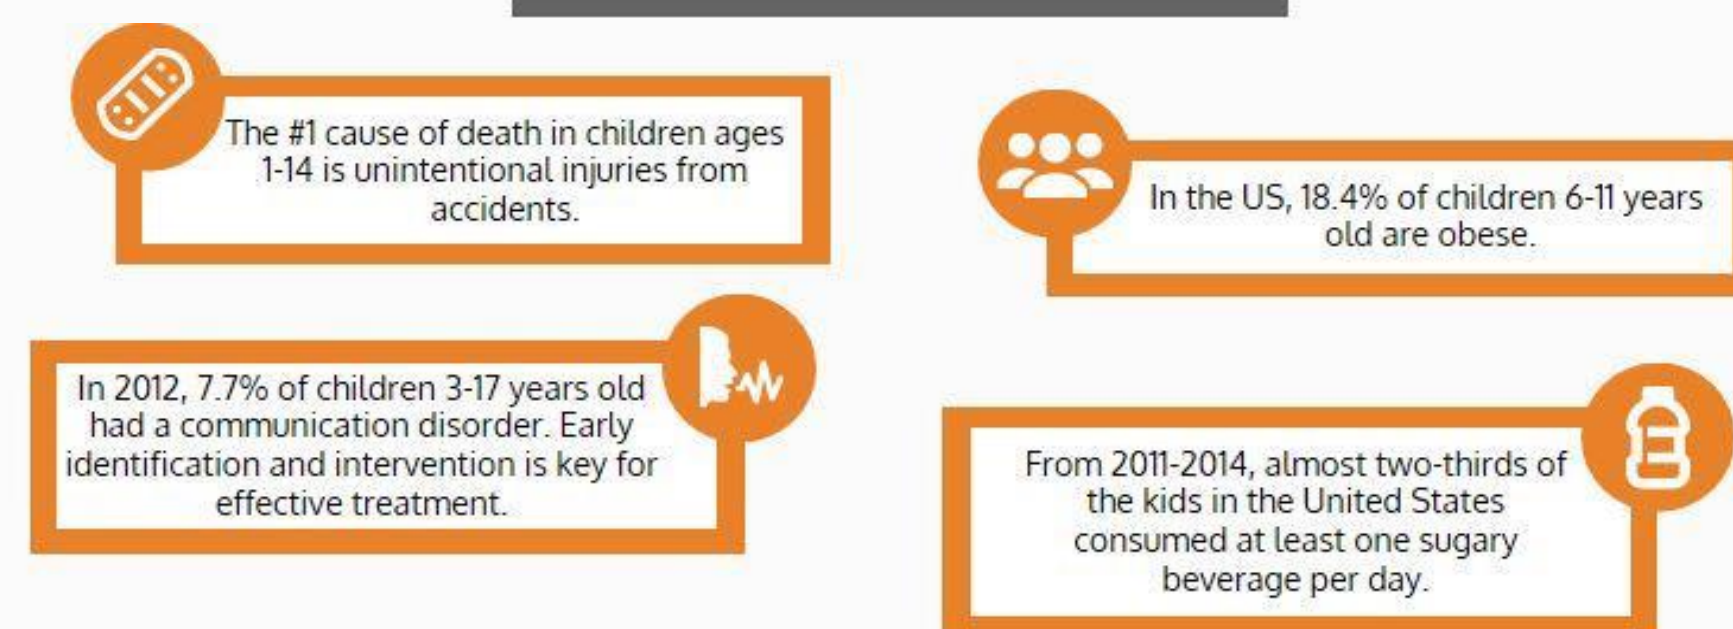 The #1 cause of death in children ages
1-14 is unintentional injuries from
accidents.
In the US, 18.4% of children 6-11 years
old are obese.
In 2012, 7.7% of children 3-17 years old
had a communication disorder. Early
identification and intervention is key for
effective treatment.
From 2011-2014, almost two-thirds of
the kids in the United States
consumed at least one sugary
beverage per day.